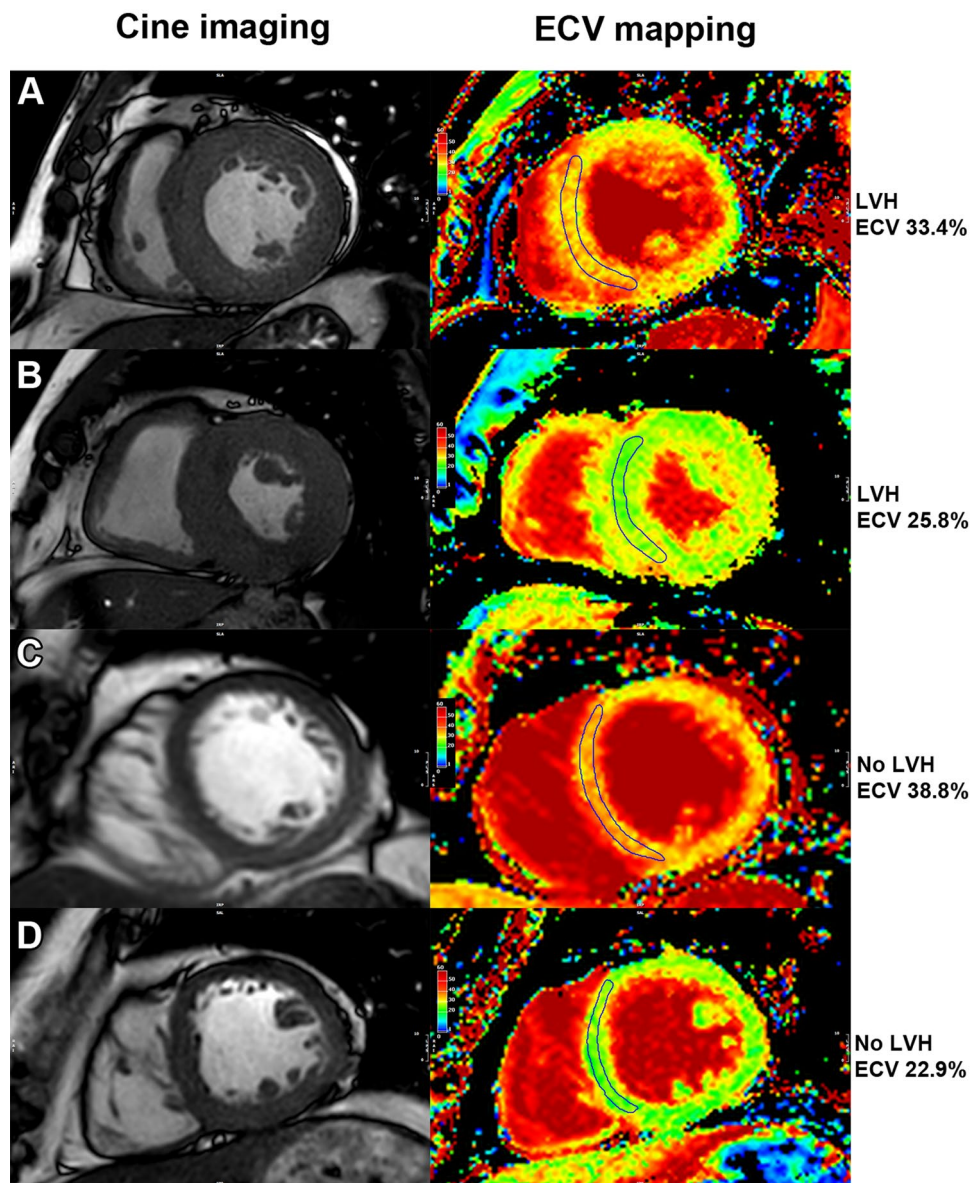 Cine imaging ECV mapping
A
LVH
ECV 33.4%
B
LVH
ECV 25.8%
C
No LVH
ECV 38.8%
D
No LVH
ECV 22.9%